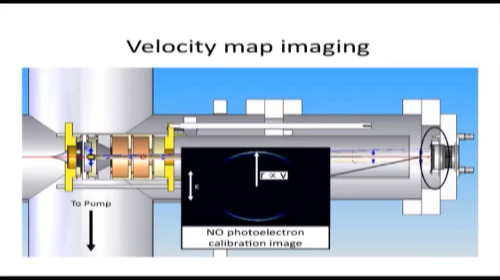 Velocity map imaging
r ∝ v
ε
To Pump
NO photoelectron
calibration image